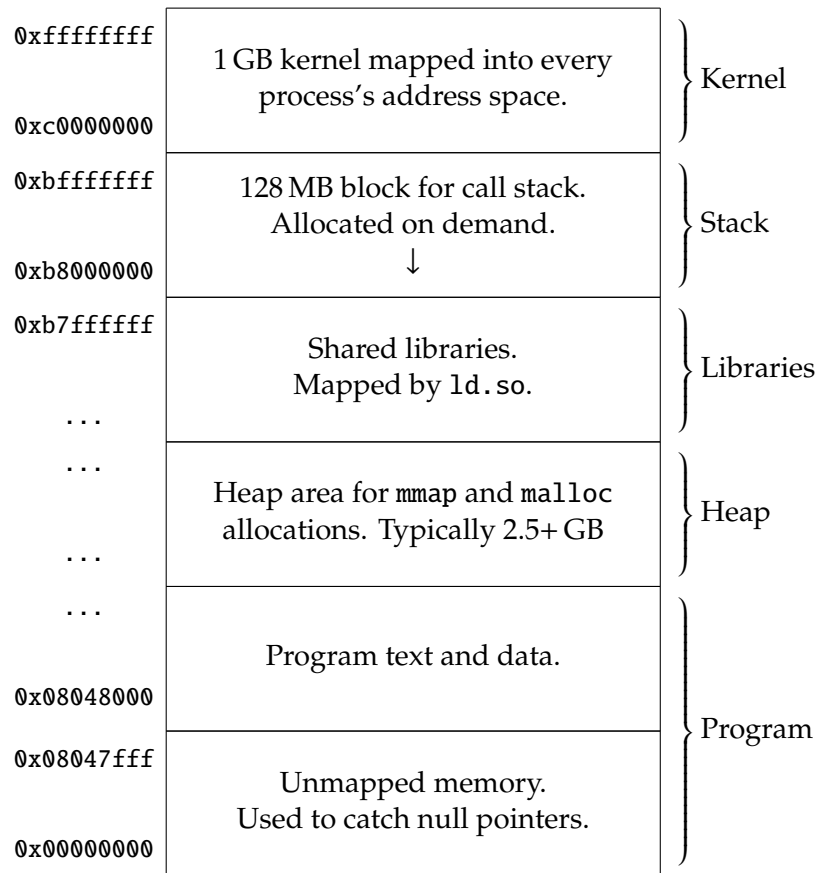 0xffffffff
1 GB kernel mapped into every
process's address space.
Kernel
0xc0000000
0xbfffffff
128 MB block for call stack.
Allocated on demand.
↓
Stack
0xb8000000
0xb7ffffff
Shared libraries.
Mapped by ld.so.
Libraries
...
...
Heap area for mmap and malloc
allocations. Typically 2.5+ GB
Heap
...
...
Program text and data.
0x08048000
Program
0x08047fff
Unmapped memory.
Used to catch null pointers.
0x00000000